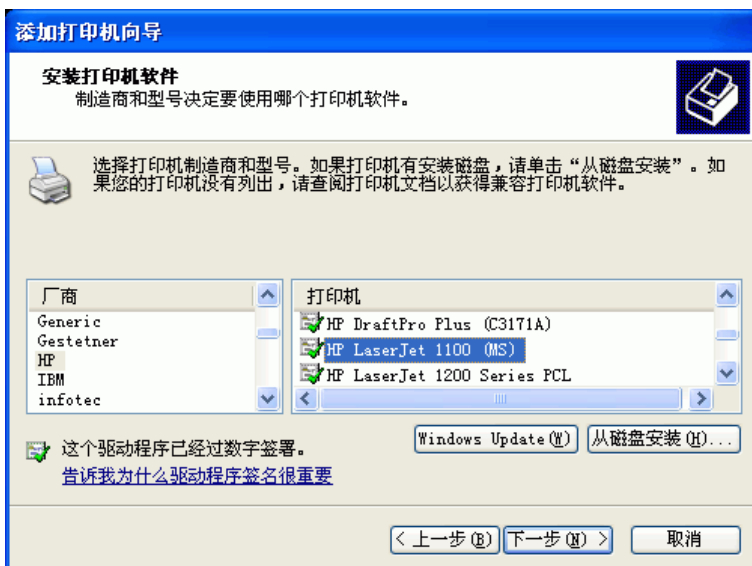 添加打印机向导
安装打印机软件
制造商和型号决定要使用哪个打印机软件。
选择打印机制造商和型号。如果打印机有安装磁盘,请单击“从磁盘安装”。如
果您的打印机没有列出,请查阅打印机文档以获得兼容打印机软件。
厂商
Generic
Gestetner
HP
IBM
infotec
打印机
HP DraftPro Plus (C3171A)
HP LaserJet 1100 (MS)
HP LaserJet 1200 Series PCL
这个驱动程序已经过数字签署。
告诉我为什么驱动程序签名很重要
Windows Update(W)
从磁盘安装(H)...
< 上一步(B)
下一步(N) >
取消